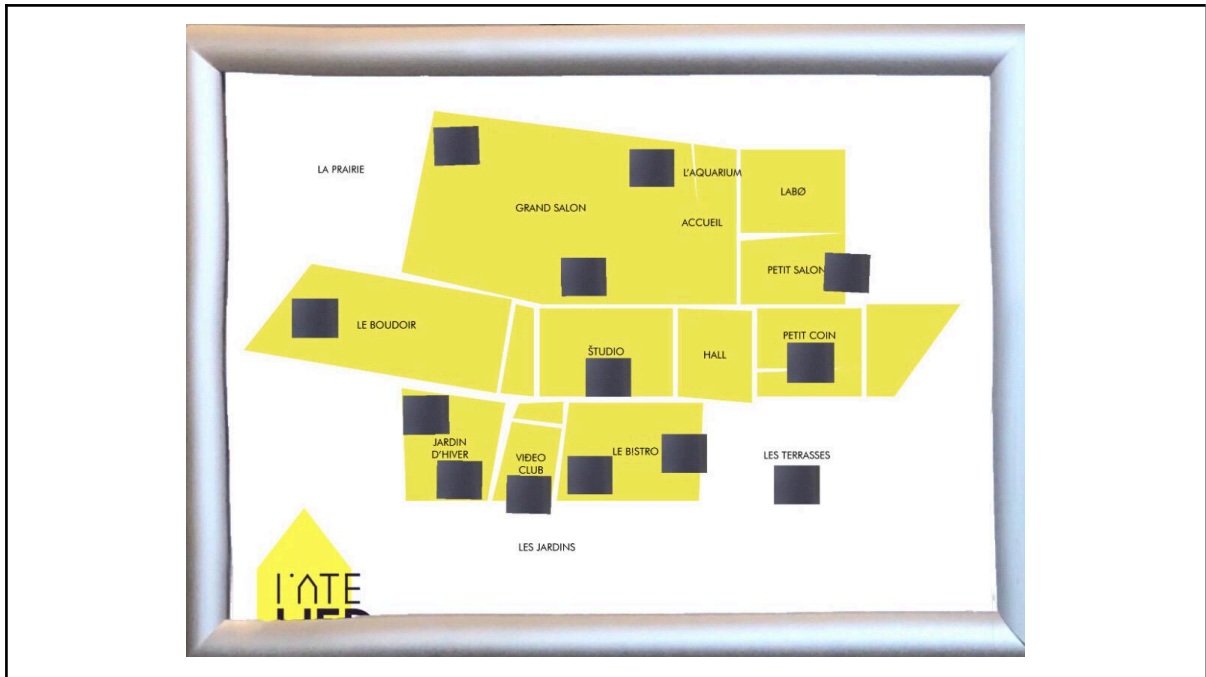 LA PRAIRIE
L'AQUARIUM
LABØ
GRAND SALON
ACCUEIL
PETIT SALON
LE BOUDOIR
PETIT COIN
ŠTUDIO
HALL
JARDIN
D'HIVER
VIĐEO
CLUB
LE BISTRO
LES TERRASSES
LES JARDINS
l'ATE